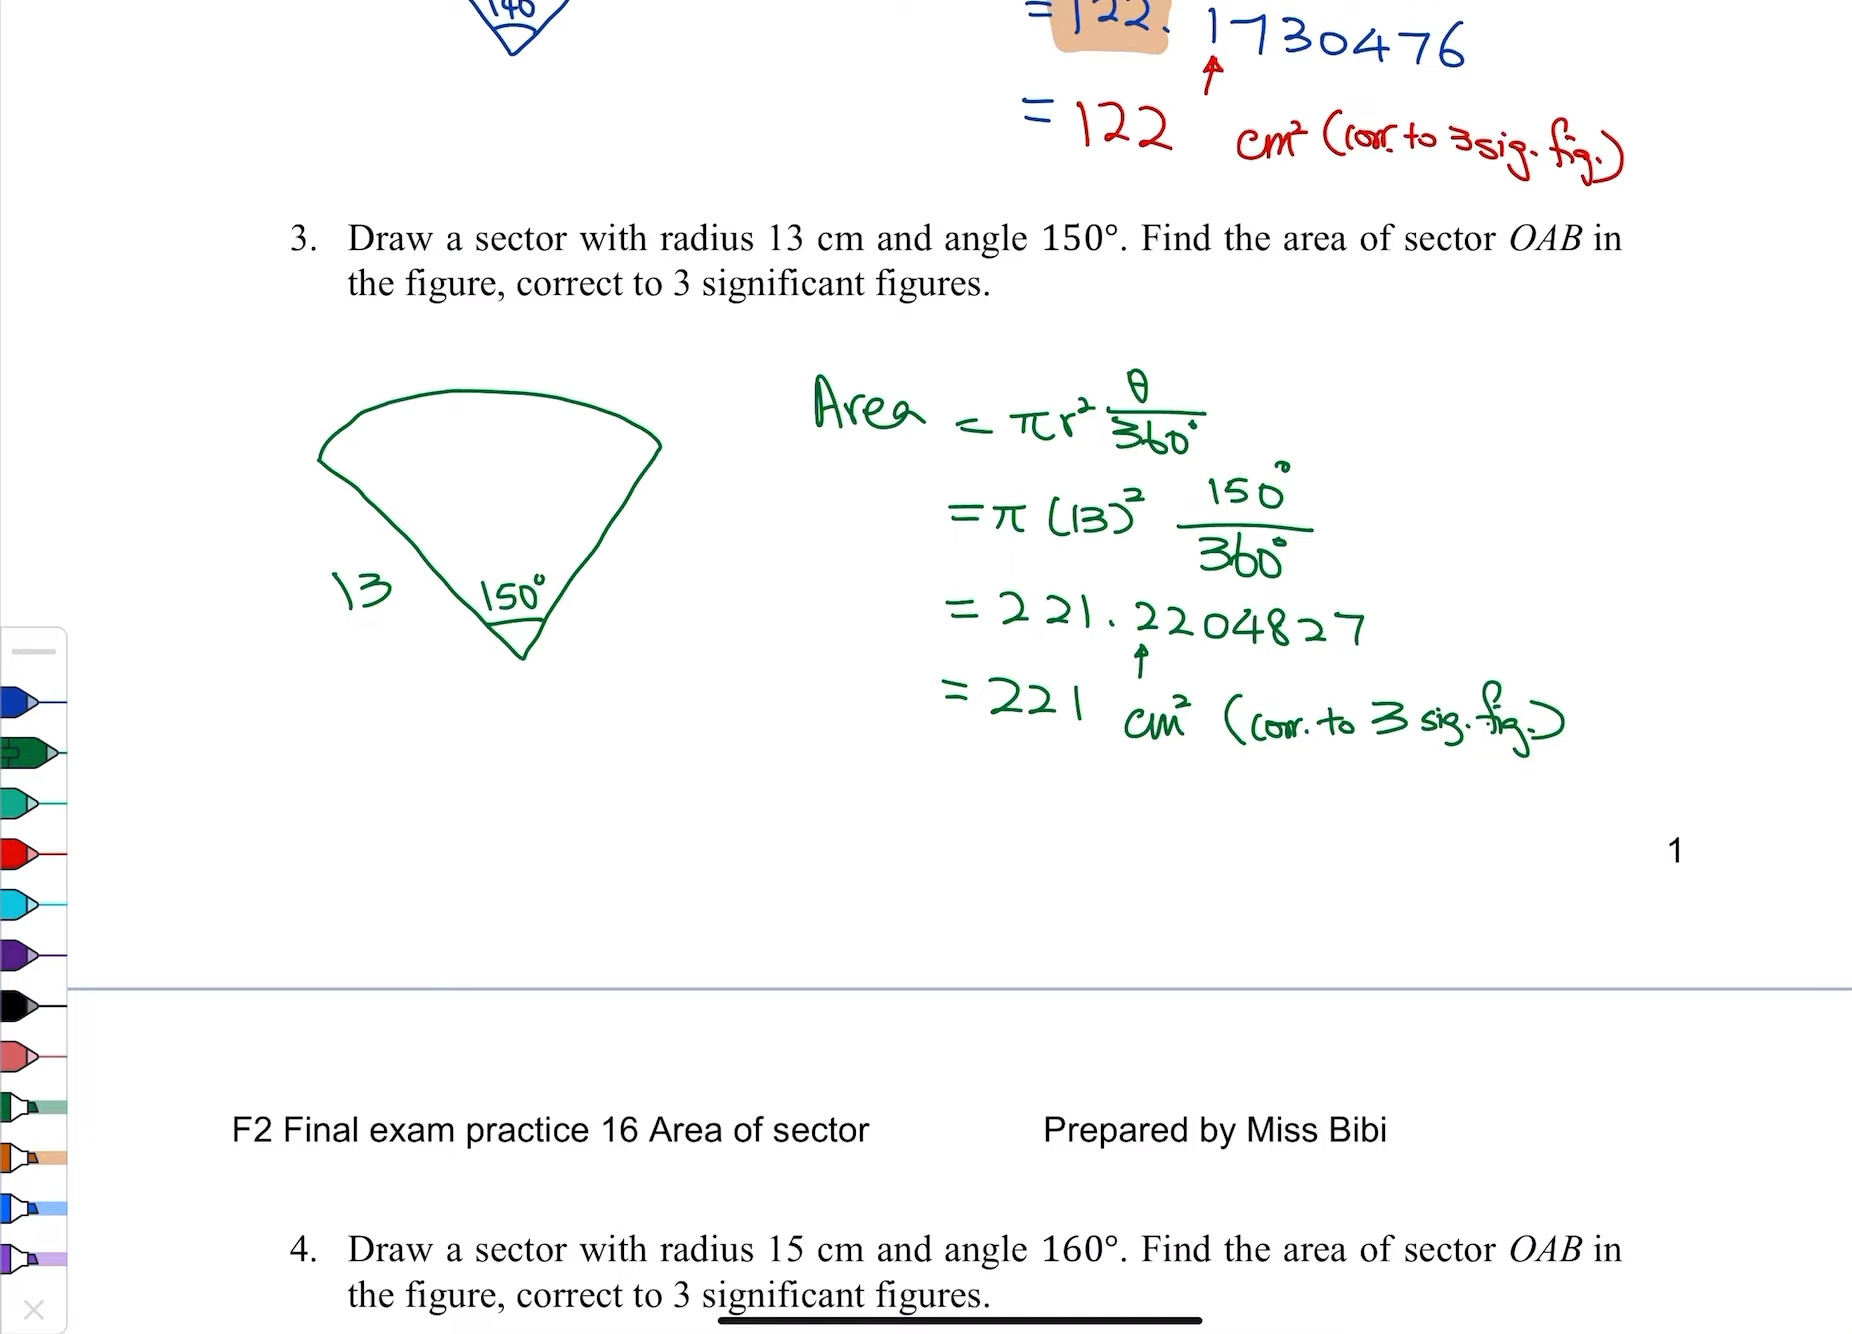 140
= 122. 1730476
= 122 cm² (corr. to 3 sig. fig.)
3. Draw a sector with radius 13 cm and angle 150°. Find the area of sector OAB in
the figure, correct to 3 significant figures.
Area = πr² θ/360°
= π (13)² 150°/360°
13
150°
= 221.2204827
= 221 cm² (corr. to 3 sig. fig.)
1
F2 Final exam practice 16 Area of sector Prepared by Miss Bibi
4. Draw a sector with radius 15 cm and angle 160°. Find the area of sector OAB in
the figure, correct to 3 significant figures.